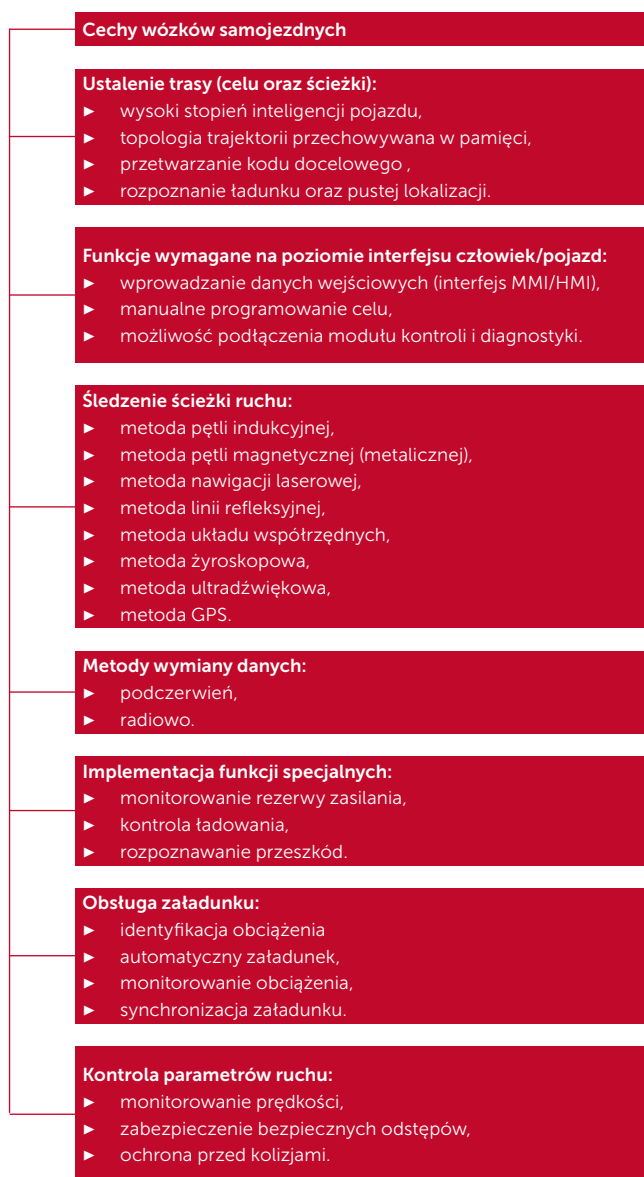 Cechy wózków samojezdnych
Ustalenie trasy (celu oraz ścieżki):
► wysoki stopień inteligencji pojazdu,
► topologia trajektorii przechowywana w pamięci,
► przetwarzanie kodu docelowego ,
► rozpoznanie ładunku oraz pustej lokalizacji.
Funkcje wymagane na poziomie interfejsu człowiek/pojazd:
► wprowadzanie danych wejściowych (interfejs MMI/HMI),
► manualne programowanie celu,
► możliwość podłączenia modułu kontroli i diagnostyki.
Śledzenie ścieżki ruchu:
► metoda pętli indukcyjnej,
► metoda pętli magnetycznej (metalicznej),
► metoda nawigacji laserowej,
► metoda linii refleksyjnej,
► metoda układu współrzędnych,
► metoda żyroskopowa,
► metoda ultradźwiękowa,
► metoda GPS.
Metody wymiany danych:
► podczerwień,
► radiowo.
Implementacja funkcji specjalnych:
► monitorowanie rezerwy zasilania,
► kontrola ładowania,
► rozpoznawanie przeszkód.
Obsługa załadunku:
► identyfikacja obciążenia
► automatyczny załadunek,
► monitorowanie obciążenia,
► synchronizacja załadunku.
Kontrola parametrów ruchu:
► monitorowanie prędkości,
► zabezpieczenie bezpiecznych odstępów,
► ochrona przed kolizjami.